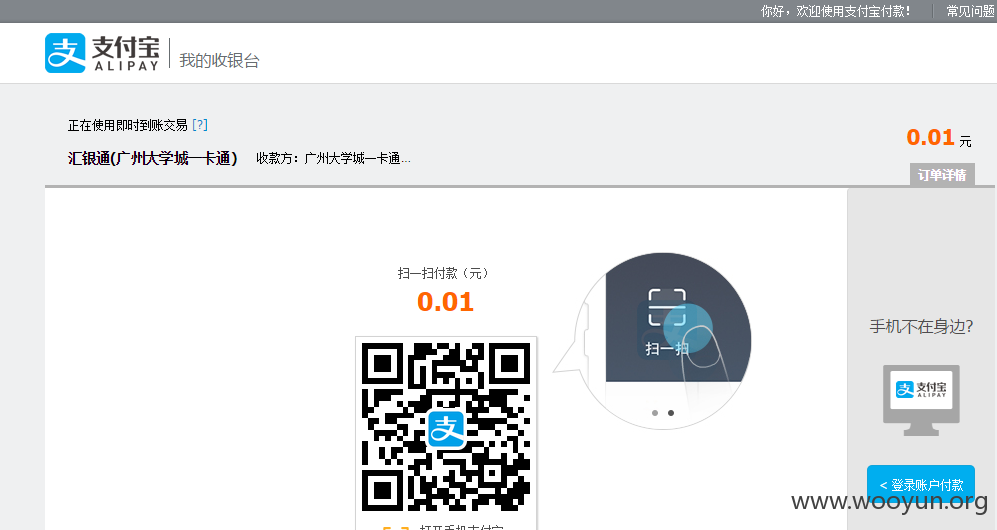 你好，欢迎使用支付宝付款！ 常见问题
支付宝
ALIPAY
我的收银台
正在使用即时到账交易 [?]
0.01 元
汇银通(广州大学城一卡通) 收款方：广州大学城一卡通...
订单详情
扫一扫付款（元）
0.01
支
扫一扫
手机不在身边?
支付宝
ALIPAY
< 登录账户付款
www.wooyun.org
打开手机支付宝